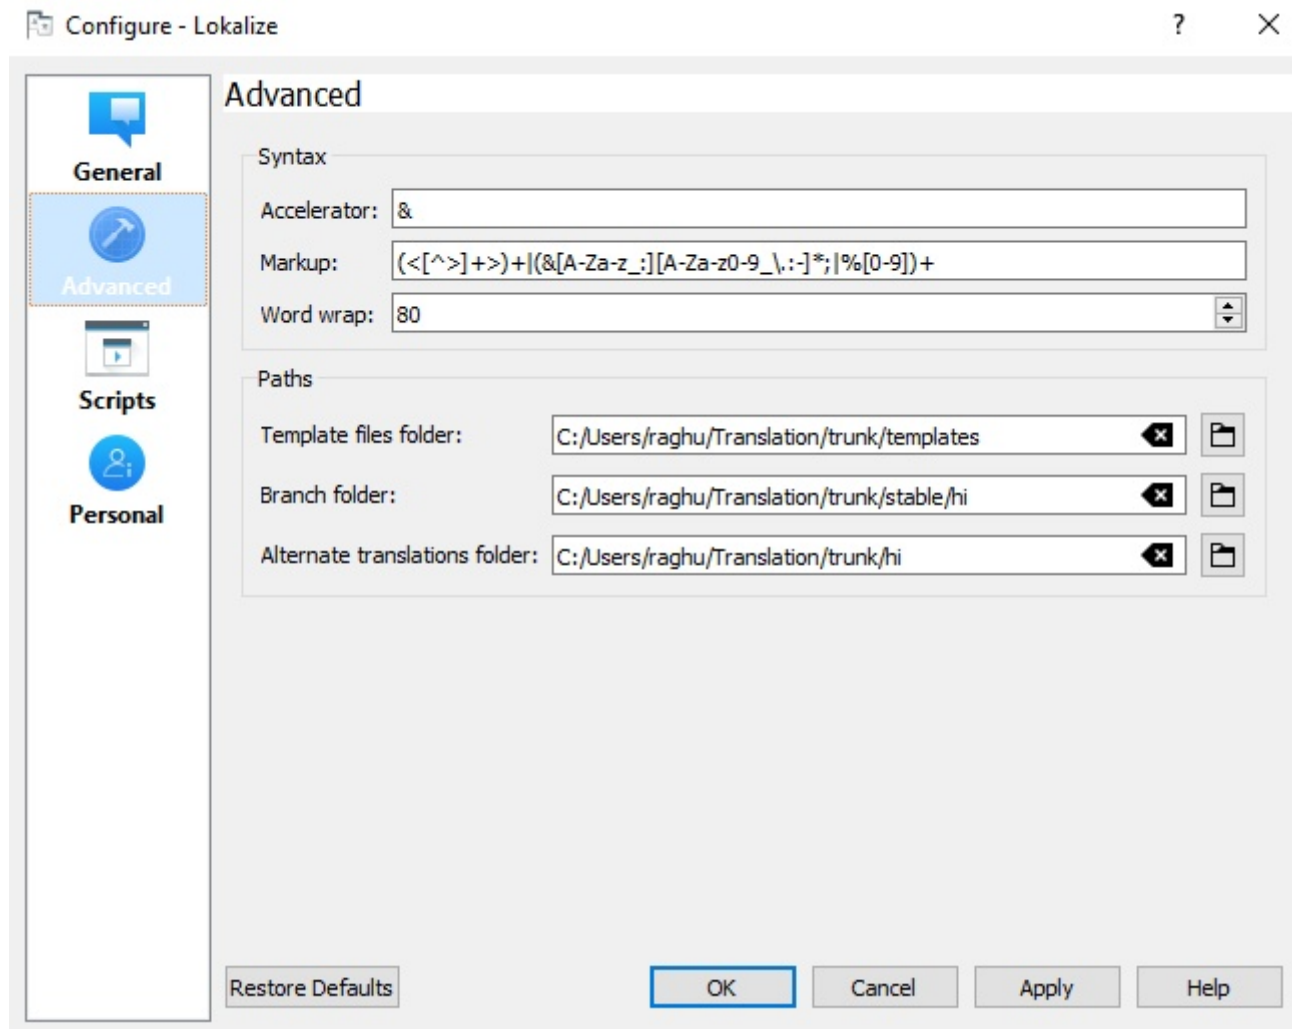 Configure - Lokalize
?
General
Advanced
Scripts
Personal
Advanced
Syntax
Accelerator: &
Markup: (<[^>]+>)+|(&[A-Za-z_:][A-Za-z0-9_\.:-]*;|%[0-9])+
Word wrap: 80
Paths
Template files folder: C:/Users/raghu/Translation/trunk/templates
Branch folder: C:/Users/raghu/Translation/trunk/stable/hi
Alternate translations folder: C:/Users/raghu/Translation/trunk/hi
Restore Defaults OK Cancel Apply Help